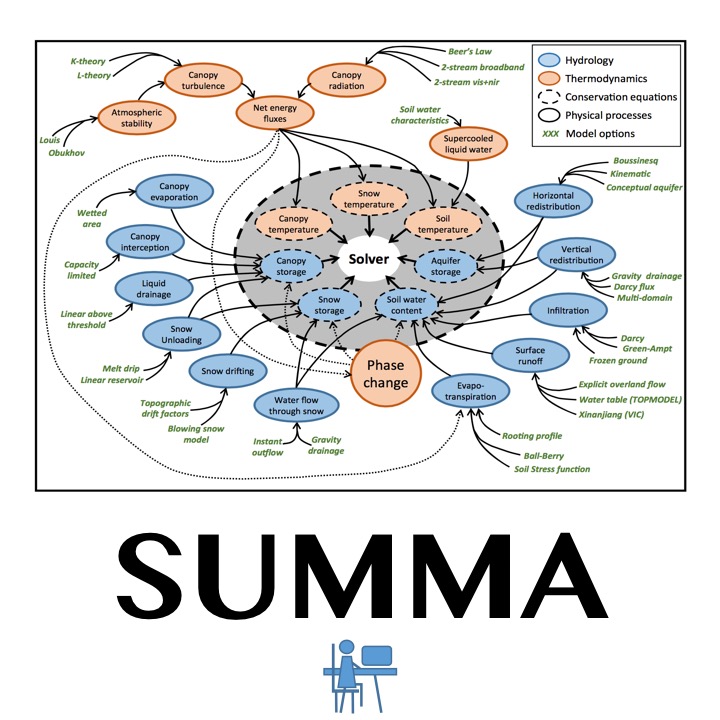 K-theory
L-theory
Canopy
turbulence
Canopy
radiation
Beer's Law
2-stream broadband
2-stream vis+nir
Hydrology
Thermodynamics
Conservation equations
Physical processes
XXX Model options
Atmospheric
stability
Net energy
fluxes
Louis
Obukhov
Soil water
characteristics
Supercooled
liquid water
Boussinesq
Kinematic
Conceptual aquifer
Canopy
evaporation
Wetted
area
Snow
temperature
Canopy
temperature
Soil
temperature
Horizontal
redistribution
Canopy
interception
Capacity
limited
Canopy
storage
Solver
Aquifer
storage
Vertical
redistribution
Gravity drainage
Darcy flux
Multi-domain
Liquid
drainage
Linear above
threshold
Snow
storage
Soil water
content
Infiltration
Darcy
Green-Ampt
Frozen ground
Snow
Unloading
Melt drip
Linear reservoir
Surface
runoff
Explicit overland flow
Water table (TOPMODEL)
Xinanjiang (VIC)
Snow drifting
Topographic
drift factors
Blowing snow
model
Phase
change
Water flow
through snow
Instant
outflow
Gravity
drainage
Evapo-
transpiration
Rooting profile
Ball-Berry
Soil Stress function
SUMMA